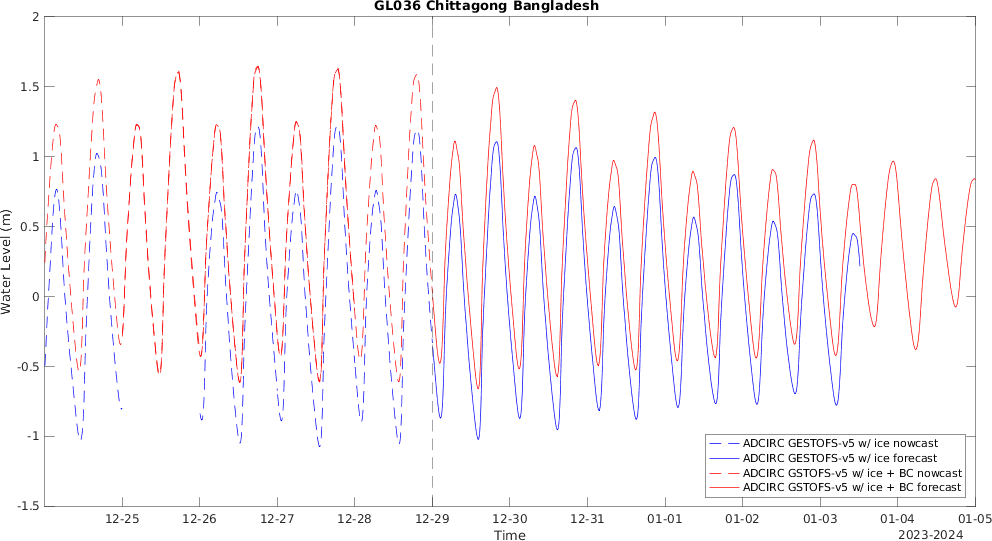 GL036 Chittagong Bangladesh
2
1.5
1
0.5
0
-0.5
-1
-1.5
Water Level (m)
12-25 12-26 12-27 12-28 12-29 12-30 12-31 01-01 01-02 01-03 01-04 01-05
Time
2023-2024
ADCIRC GESTOFS-v5 w/ ice nowcast
ADCIRC GESTOFS-v5 w/ ice forecast
ADCIRC GSTOFS-v5 w/ ice + BC nowcast
ADCIRC GSTOFS-v5 w/ ice + BC forecast